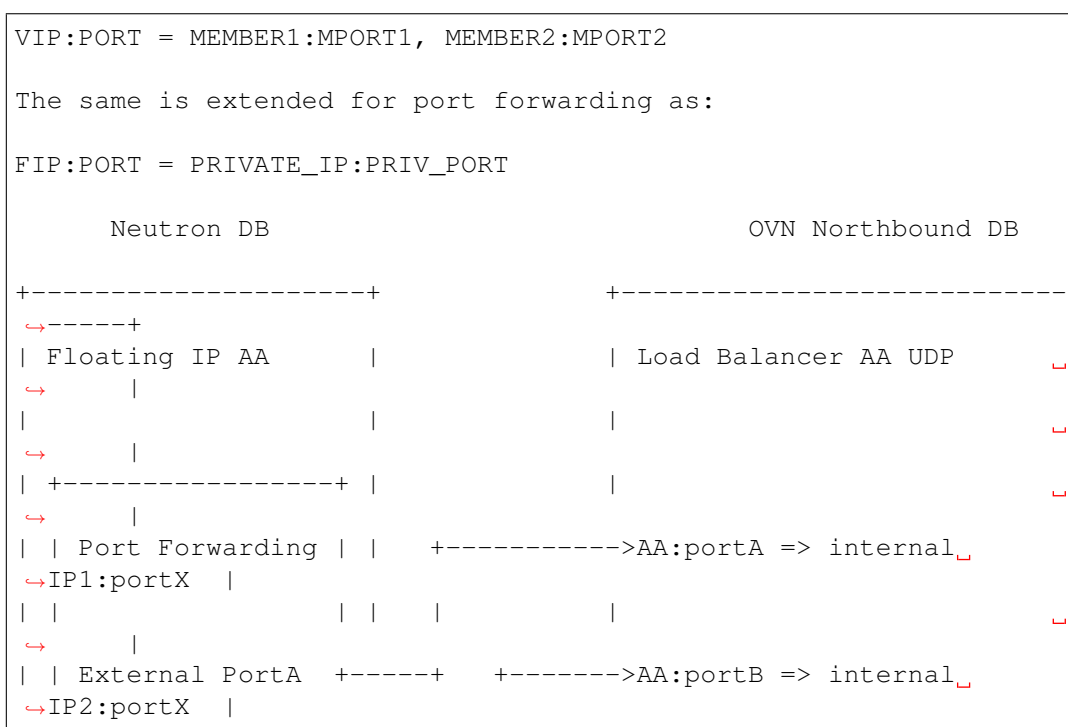 VIP:PORT = MEMBER1:MPORT1, MEMBER2:MPORT2

The same is extended for port forwarding as:

FIP:PORT = PRIVATE_IP:PRIV_PORT

      Neutron DB                              OVN Northbound DB

+---------------------+              +----------------------------
↪-----+
| Floating IP AA      |              | Load Balancer AA UDP      ␣
↪      |
|                     |              |                           ␣
↪      |
| +-----------------+ |              |                           ␣
↪      |
| | Port Forwarding | |   +----------->AA:portA => internal␣
↪IP1:portX  |
| |                 | |   |          |                           ␣
↪      |
| | External PortA  +-----+   +------->AA:portB => internal␣
↪IP2:portX  |